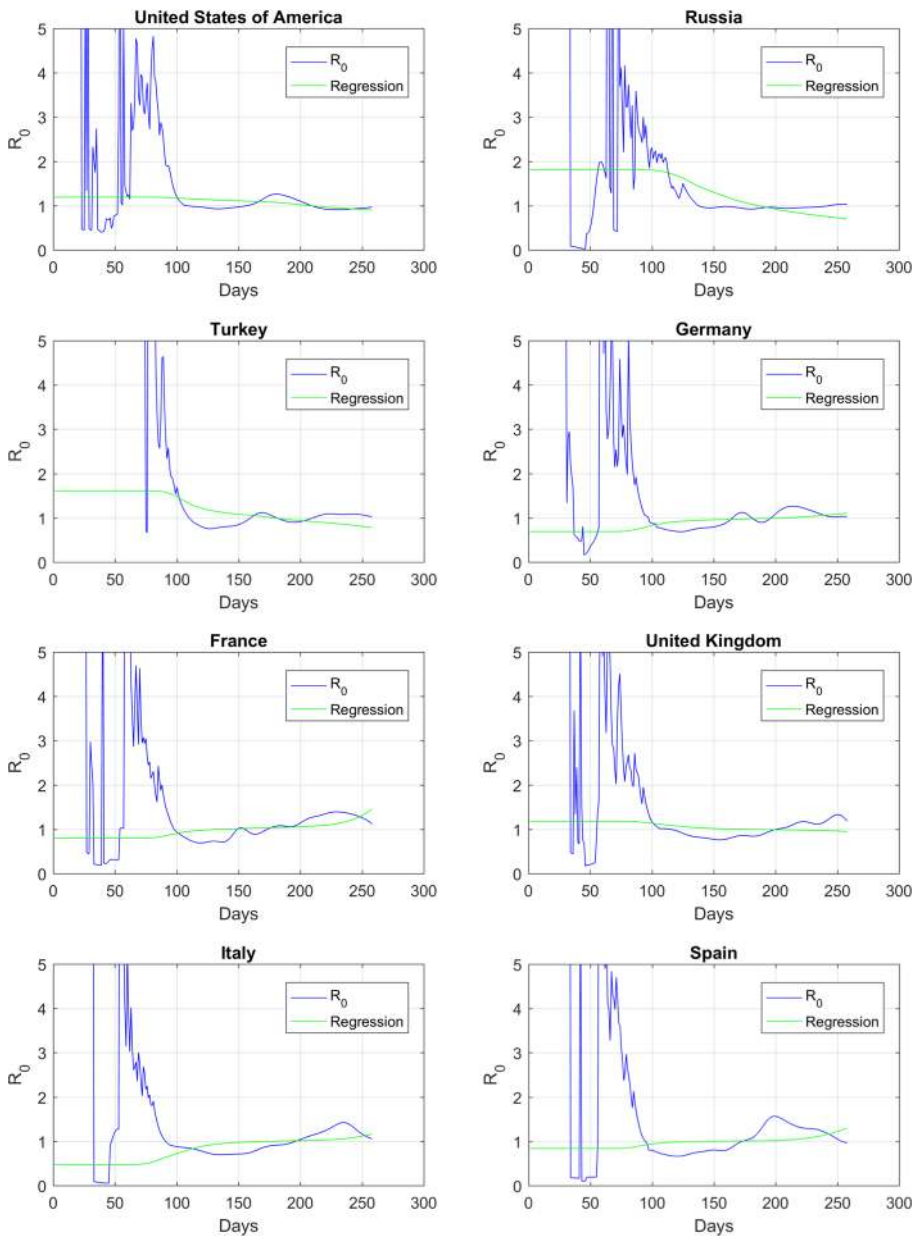 United States of America
5
4
3
2
1
0
R0
R0
Regression
0 50 100 150 200 250 300
Days
Russia
5
4
3
2
1
0
R0
R0
Regression
0 50 100 150 200 250 300
Days
Turkey
5
4
3
2
1
0
R0
R0
Regression
0 50 100 150 200 250 300
Days
Germany
5
4
3
2
1
0
R0
R0
Regression
0 50 100 150 200 250 300
Days
France
5
4
3
2
1
0
R0
R0
Regression
0 50 100 150 200 250 300
Days
United Kingdom
5
4
3
2
1
0
R0
R0
Regression
0 50 100 150 200 250 300
Days
Italy
5
4
3
2
1
0
R0
R0
Regression
0 50 100 150 200 250 300
Days
Spain
5
4
3
2
1
0
R0
R0
Regression
0 50 100 150 200 250 300
Days